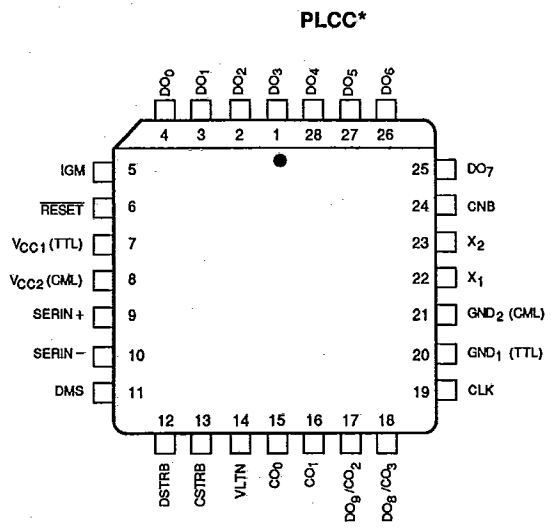 PLCC*
DO₀ DO₁ DO₂ DO₃ DO₄ DO₅ DO₆
4 3 2 1 28 27 26
IGM 5 25 DO₇
R̅E̅S̅E̅T̅ 6 24 CNB
VCC1 (TTL) 7 23 X₂
VCC2 (CML) 8 22 X₁
SERIN + 9 21 GND₂ (CML)
SERIN − 10 20 GND₁ (TTL)
DMS 11 19 CLK
12 13 14 15 16 17 18
DSTRB CSTRB VLTN CO₀ CO₁ DO₉/CO₂ DO₈/CO₃